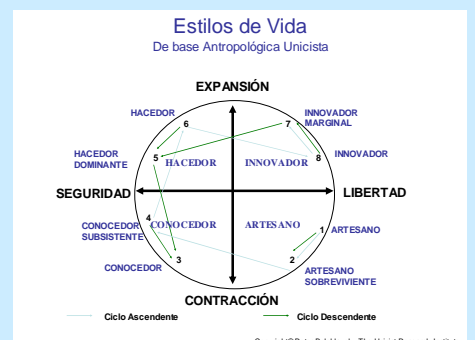 Estilos de Vida
De base Antropológica Unicista
EXPANSIÓN
HACEDOR
6
7
INNOVADOR
MARGINAL
HACEDOR
DOMINANTE
5
HACEDOR
INNOVADOR
8
INNOVADOR
SEGURIDAD
LIBERTAD
CONOCEDOR
SUBSISTENTE
4
CONOCEDOR
ARTESANO
1
ARTESANO
CONOCEDOR
3
2
ARTESANO
SOBREVIVIENTE
CONTRACCIÓN
Ciclo Ascendente
Ciclo Descendente